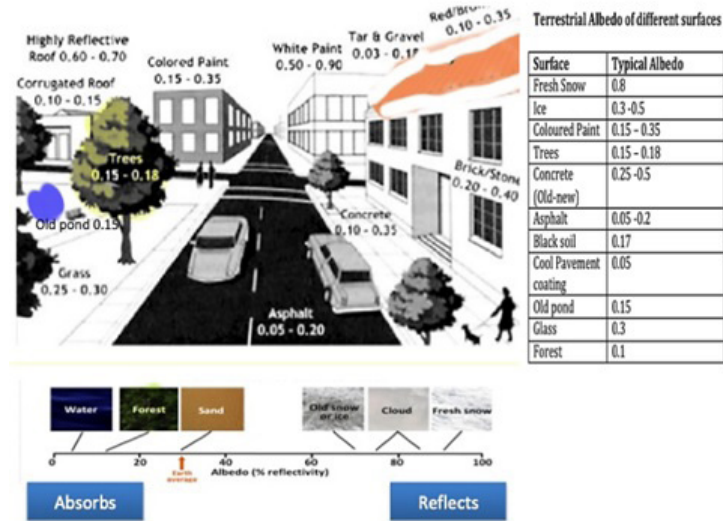 Highly Reflective
Roof 0.60 - 0.70
Corrugated Roof
0.10 - 0.15
Colored Paint
0.15 - 0.35
White Paint
0.50 - 0.90
Tar & Gravel
0.03 - 0.18
0.10 - 0.35
Trees
0.15 - 0.18
Old pond 0.15
Grass
0.25 - 0.30
Brick/Stone
0.20 - 0.40
Concrete
0.10 - 0.35
Asphalt
0.05 - 0.20
Terrestrial Albedo of different surfaces
Surface Typical Albedo
Fresh Snow 0.8
Ice 0.3 -0.5
Coloured Paint 0.15 – 0.35
Trees 0.15 – 0.18
Concrete 0.25 -0.5
(Old-new)
Asphalt 0.05 -0.2
Black soil 0.17
Cool Pavement 0.05
coating
Old pond 0.15
Glass 0.3
Forest 0.1
Water Forest Sand Old snow Cloud Fresh snow
or ice
0 20 40 60 80 100
Earth
average
Albedo (% reflectivity)
Absorbs Reflects